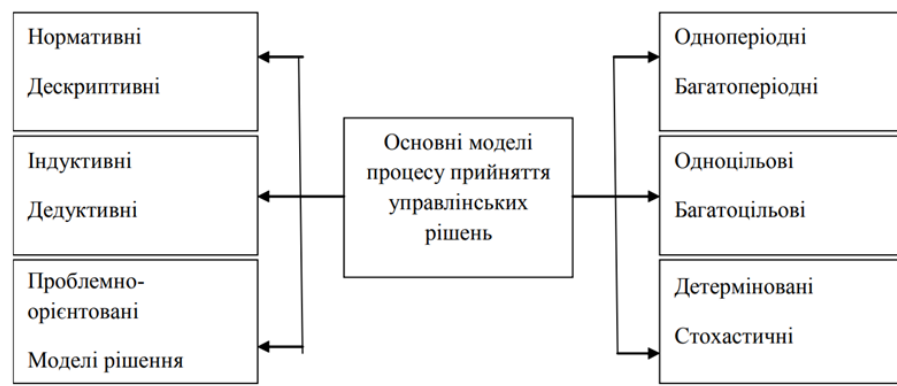 Нормативні
Дескриптивні
Індуктивні
Дедуктивні
Проблемно-
орієнтовані
Моделі рішення
Основні моделі
процесу прийняття
управлінських
рішень
Одноперіодні
Багатоперіодні
Одноцільові
Багатоцільові
Детерміновані
Стохастичні